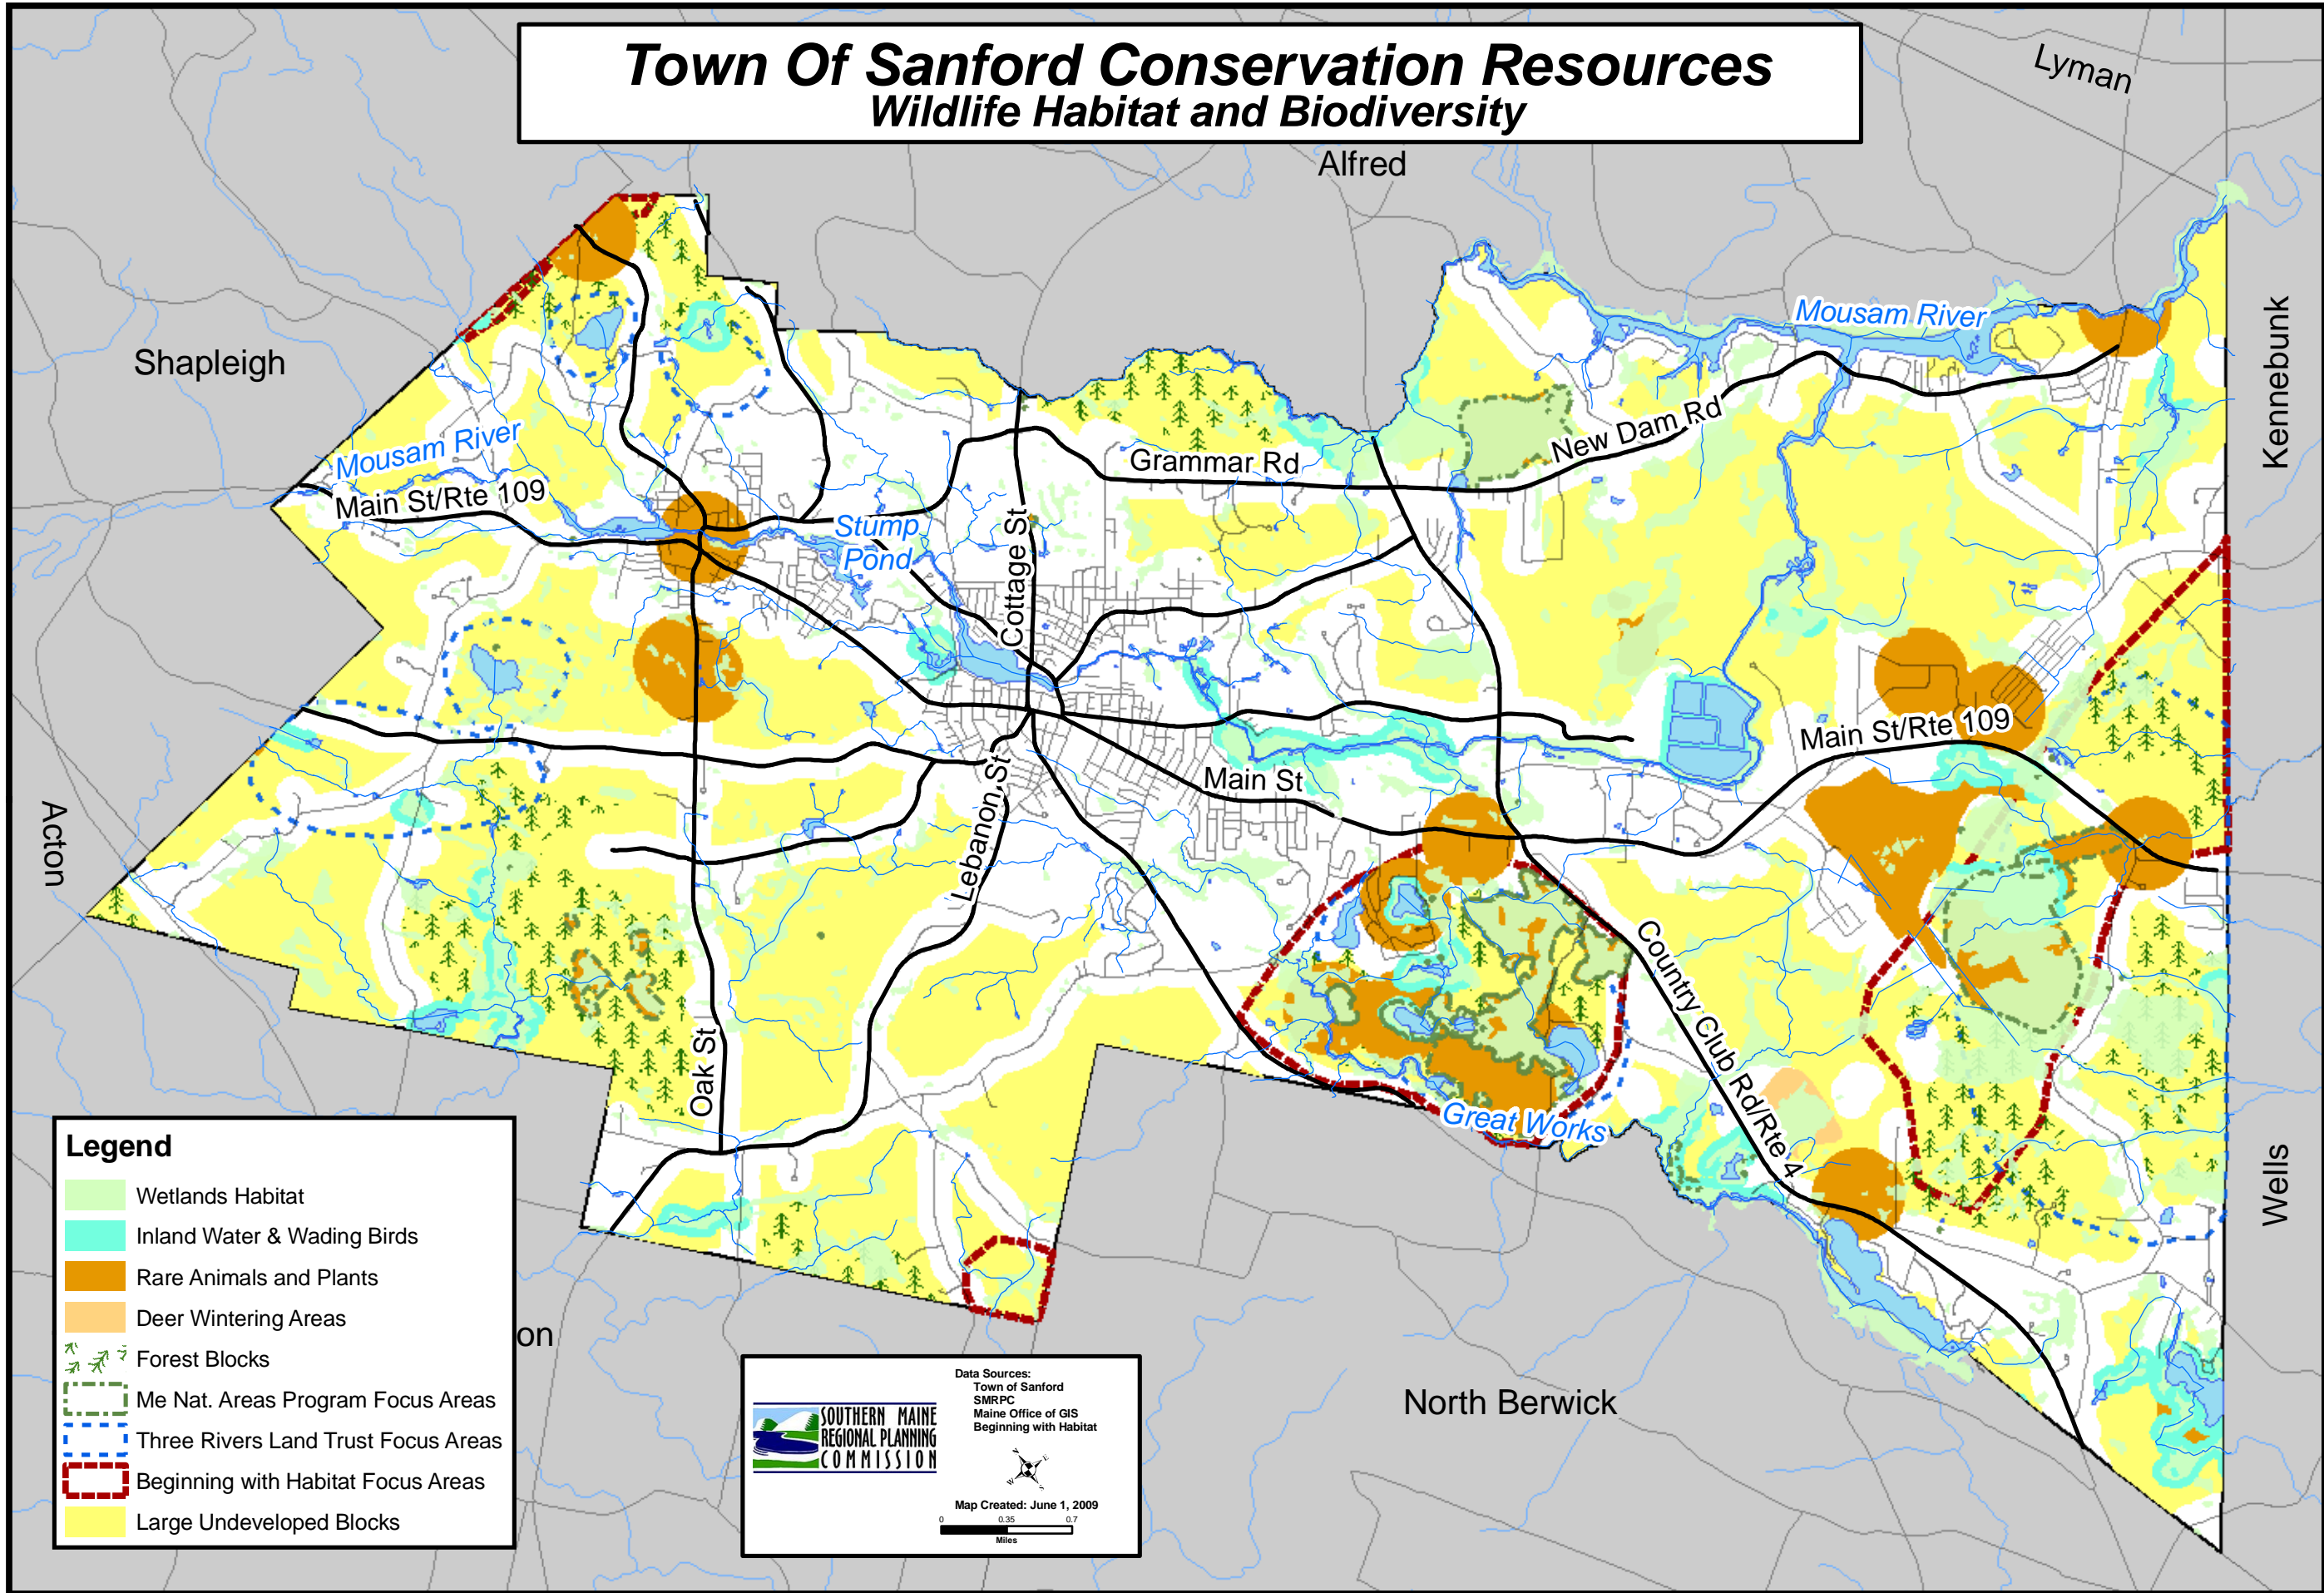 Town Of Sanford Conservation Resources
Wildlife Habitat and Biodiversity
Lyman
Alfred
Shapleigh
Kennebunk
Mousam River
Mousam River
Main St/Rte 109
Grammar Rd
New Dam Rd
Stump
Pond
Cottage St
Main St/Rte 109
Main St
Lebanon St
Acton
Country Club Rd/Rte 4
Oak St
Great Works
Wells
North Berwick
on
Legend
Wetlands Habitat
Inland Water & Wading Birds
Rare Animals and Plants
Deer Wintering Areas
Forest Blocks
Me Nat. Areas Program Focus Areas
Three Rivers Land Trust Focus Areas
Beginning with Habitat Focus Areas
Large Undeveloped Blocks
SOUTHERN MAINE
REGIONAL PLANNING
COMMISSION
Data Sources:
Town of Sanford
SMRPC
Maine Office of GIS
Beginning with Habitat
N
E
W
S
Map Created: June 1, 2009
0 0.35 0.7
Miles